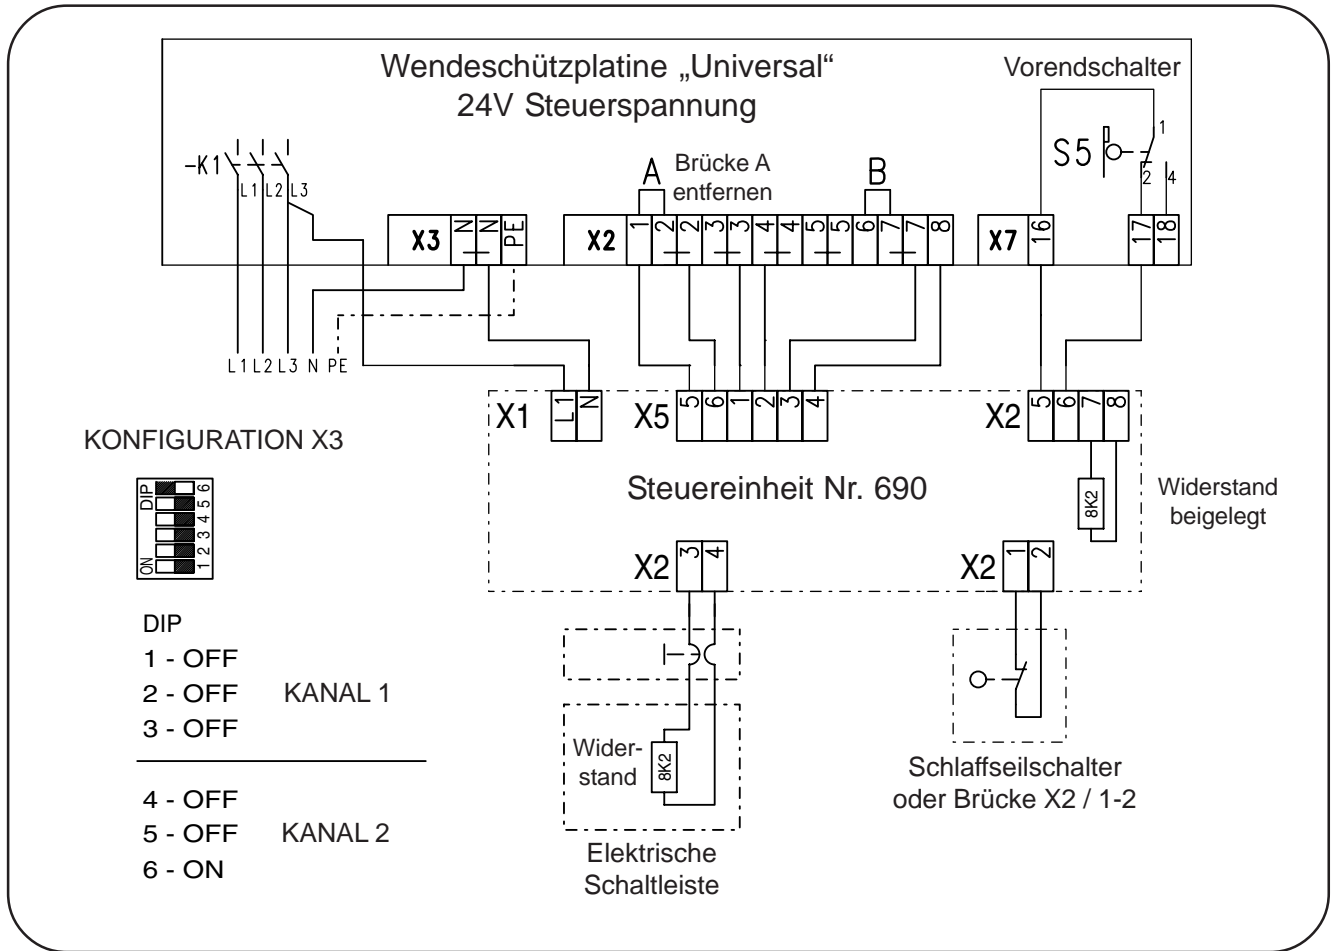 Wendeschützplatine „Universal“
24V Steuerspannung
Vorendschalter
-K1
L1 L2 L3
A
Brücke A
entfernen
B
S5
1
2 4
X3 N N PE
X2 1 2 2 3 3 4 4 5 5 6 7 7 8
X7 16 17 18
L1 L2 L3 N PE
X1 L1 N
X5 5 6 1 2 3 4
X2 5 6 7 8
KONFIGURATION X3
DIP
ON
1 2 3 4 5 6
Steuereinheit Nr. 690
8K2
Widerstand
beigelegt
X2 3 4
X2 1 2
DIP
1 - OFF
2 - OFF KANAL 1
3 - OFF
4 - OFF
5 - OFF KANAL 2
6 - ON
Wider-
stand
8K2
Elektrische
Schaltleiste
Schlaffseilschalter
oder Brücke X2 / 1-2